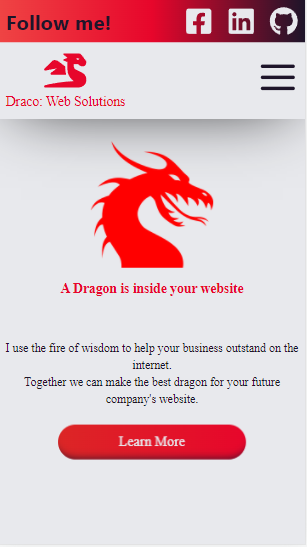 Follow me!
Draco: Web Solutions
A Dragon is inside your website
I use the fire of wisdom to help your business outstand on the
internet.
Together we can make the best dragon for your future
company's website.
Learn More